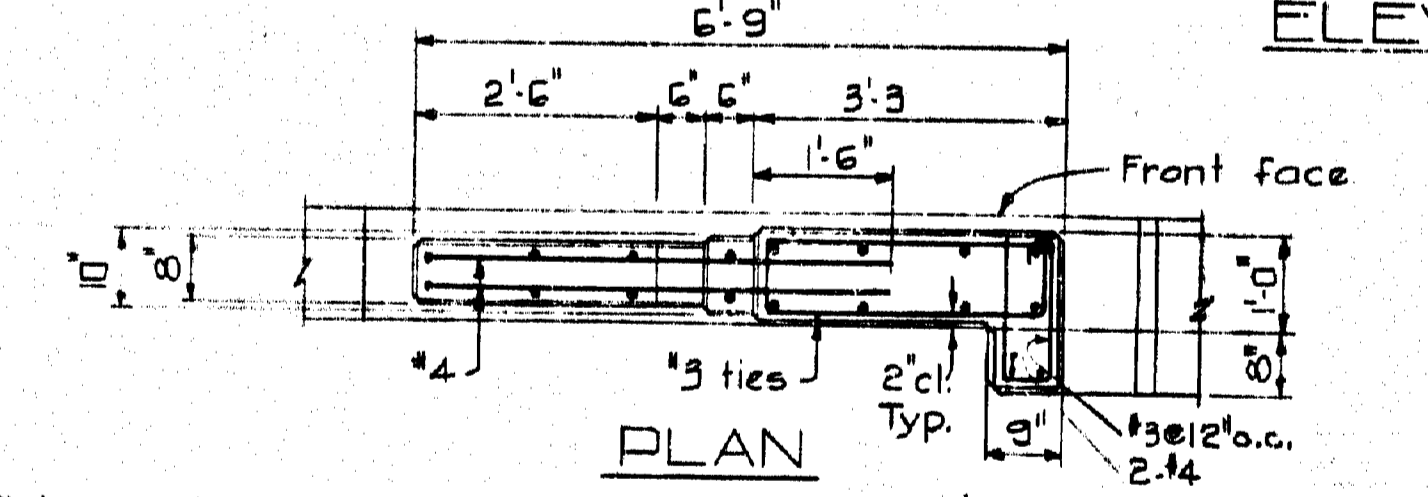 6'-9"
ELE
2'-6" 6" 6" 3'-3
1'-6"
Front face
10"
8"
1'-0"
8"
#4
#3 ties
2"cl.
Typ.
9"
#3@12"o.c.
2-#4
PLAN